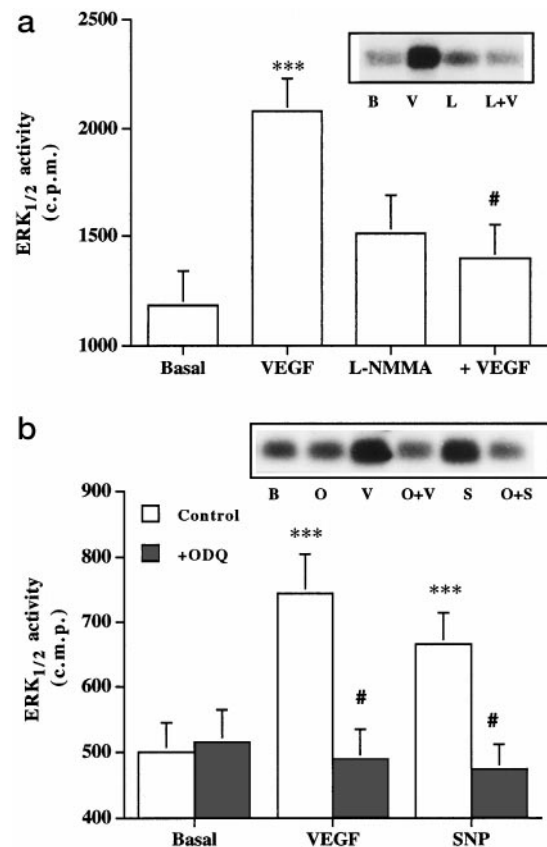 a
2500
2000
1500
1000
ERK1/2 activity
(c.p.m.)
***
#
B V L L+V
Basal VEGF L-NMMA + VEGF
b
B O V O+V S O+S
900
800
700
600
500
400
ERK1/2 activity
(c.m.p.)
Control
+ODQ
*** ***
# #
Basal VEGF SNP